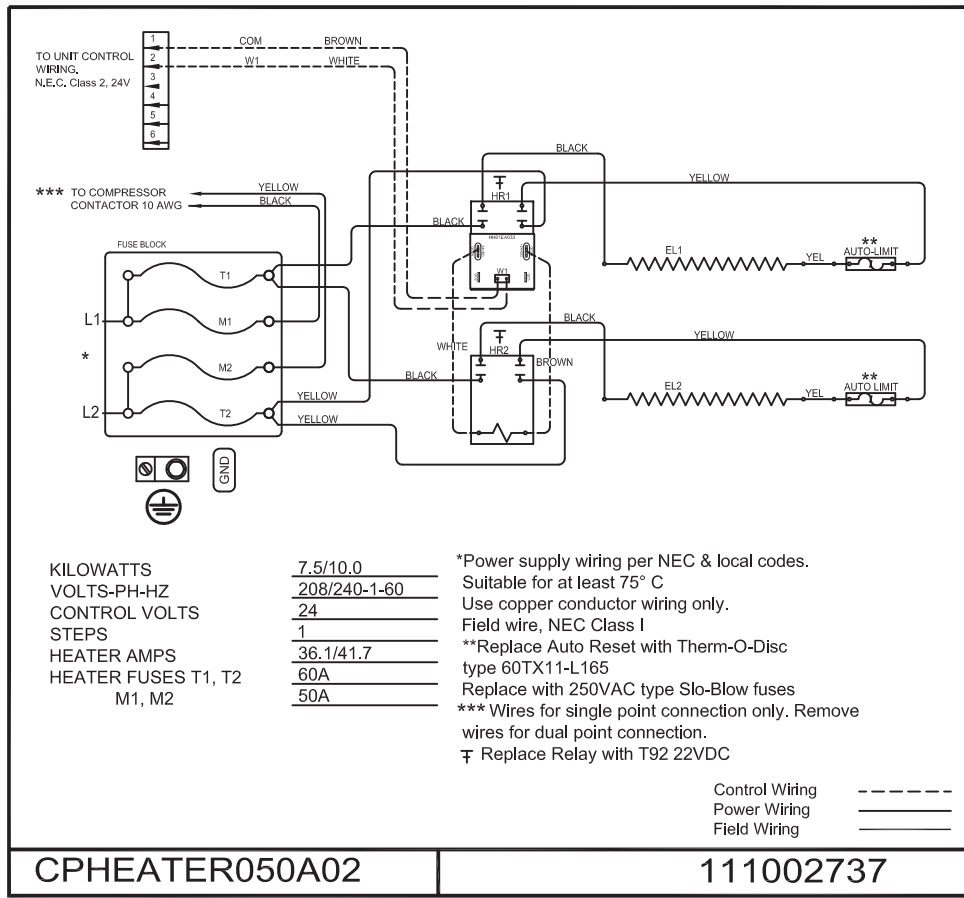 1
COM
BROWN
TO UNIT CONTROL
2
W1
WHITE
WIRING.
3
N.E.C. Class 2, 24V
4
5
6
BLACK
*** TO COMPRESSOR
YELLOW
HR1
YELLOW
CONTACTOR 10 AWG
BLACK
BLACK
FUSE BLOCK
HK61EA033
**
T1
EL1
AUTO-LIMIT
W1
YEL
L1
M1
BLACK
*
WHITE
HR2
YELLOW
M2
BROWN
**
BLACK
EL2
AUTO LIMIT
YELLOW
YEL
L2
T2
YELLOW
GND
KILOWATTS 7.5/10.0
VOLTS-PH-HZ 208/240-1-60
CONTROL VOLTS 24
STEPS 1
HEATER AMPS 36.1/41.7
HEATER FUSES T1, T2 60A
M1, M2 50A
*Power supply wiring per NEC & local codes.
Suitable for at least 75° C
Use copper conductor wiring only.
Field wire, NEC Class I
**Replace Auto Reset with Therm-O-Disc
type 60TX11-L165
Replace with 250VAC type Slo-Blow fuses
*** Wires for single point connection only. Remove
wires for dual point connection.
Replace Relay with T92 22VDC
Control Wiring
Power Wiring
Field Wiring
CPHEATER050A02
111002737